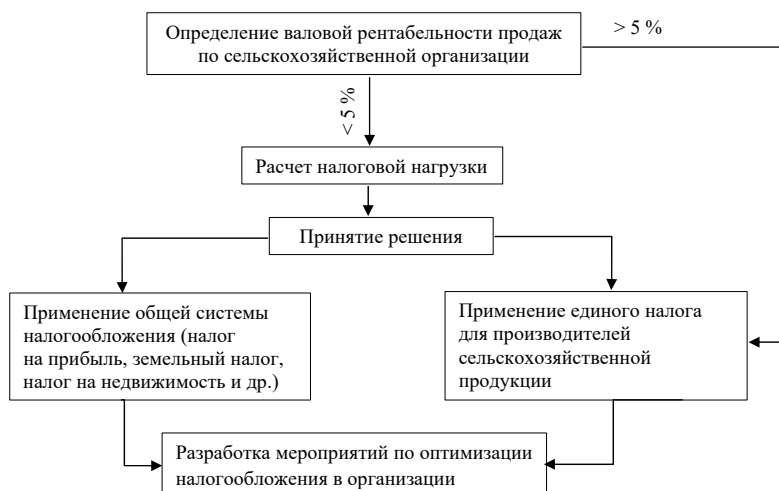 Определение валовой рентабельности продаж
по сельскохозяйственной организации
> 5 %
< 5 %
Расчет налоговой нагрузки
Принятие решения
Применение общей системы
налогообложения (налог
на прибыль, земельный налог,
налог на недвижимость и др.)
Применение единого налога
для производителей
сельскохозяйственной
продукции
Разработка мероприятий по оптимизации
налогообложения в организации